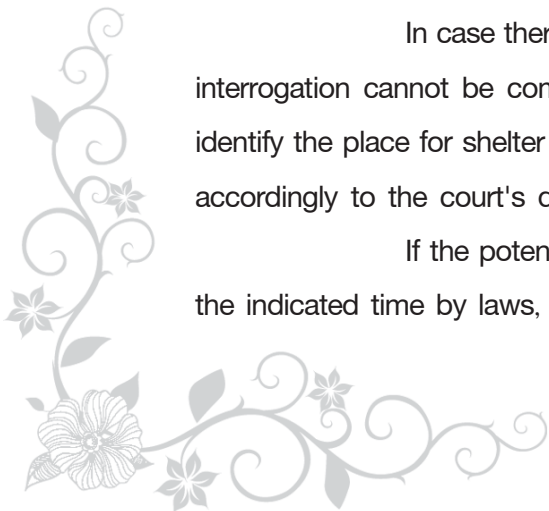 In case ther
interrogation cannot be con
identify the place for shelter
accordingly to the court's
If the poten
the indicated time by laws,